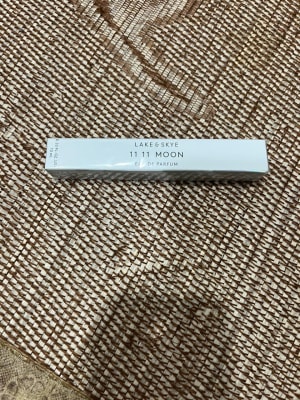 LAKE & SKYE
11 11 MOON
EAU DE PARFUM